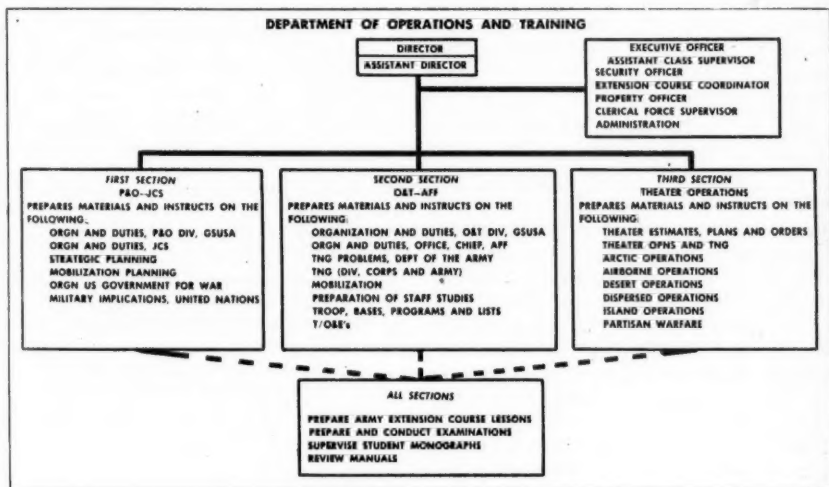 DEPARTMENT OF OPERATIONS AND TRAINING
DIRECTOR
ASSISTANT DIRECTOR
EXECUTIVE OFFICER
ASSISTANT CLASS SUPERVISOR
SECURITY OFFICER
EXTENSION COURSE COORDINATOR
PROPERTY OFFICER
CLERICAL FORCE SUPERVISOR
ADMINISTRATION
FIRST SECTION
P&O-JCS
PREPARES MATERIALS AND INSTRUCTS ON THE
FOLLOWING:
ORGN AND DUTIES, P&O DIV, GSUSA
ORGN AND DUTIES, JCS
STRATEGIC PLANNING
MOBILIZATION PLANNING
ORGN US GOVERNMENT FOR WAR
MILITARY IMPLICATIONS, UNITED NATIONS
SECOND SECTION
O&T-AFF
PREPARES MATERIALS AND INSTRUCTS ON THE
FOLLOWING:
ORGANIZATION AND DUTIES, O&T DIV, GSUSA
ORGN AND DUTIES, OFFICE, CHIEF, AFF
TNG PROBLEMS, DEPT OF THE ARMY
TNG (DIV, CORPS AND ARMY)
MOBILIZATION
PREPARATION OF STAFF STUDIES
TROOP, BASES, PROGRAMS AND LISTS
T/O&E's
THIRD SECTION
THEATER OPERATIONS
PREPARES MATERIALS AND INSTRUCTS ON THE
FOLLOWING:
THEATER ESTIMATES, PLANS AND ORDERS
THEATER OPNS AND TNG
ARCTIC OPERATIONS
AIRBORNE OPERATIONS
DESERT OPERATIONS
DISPERSED OPERATIONS
ISLAND OPERATIONS
PARTISAN WARFARE
ALL SECTIONS
PREPARE ARMY EXTENSION COURSE LESSONS
PREPARE AND CONDUCT EXAMINATIONS
SUPERVISE STUDENT MONOGRAPHS
REVIEW MANUALS